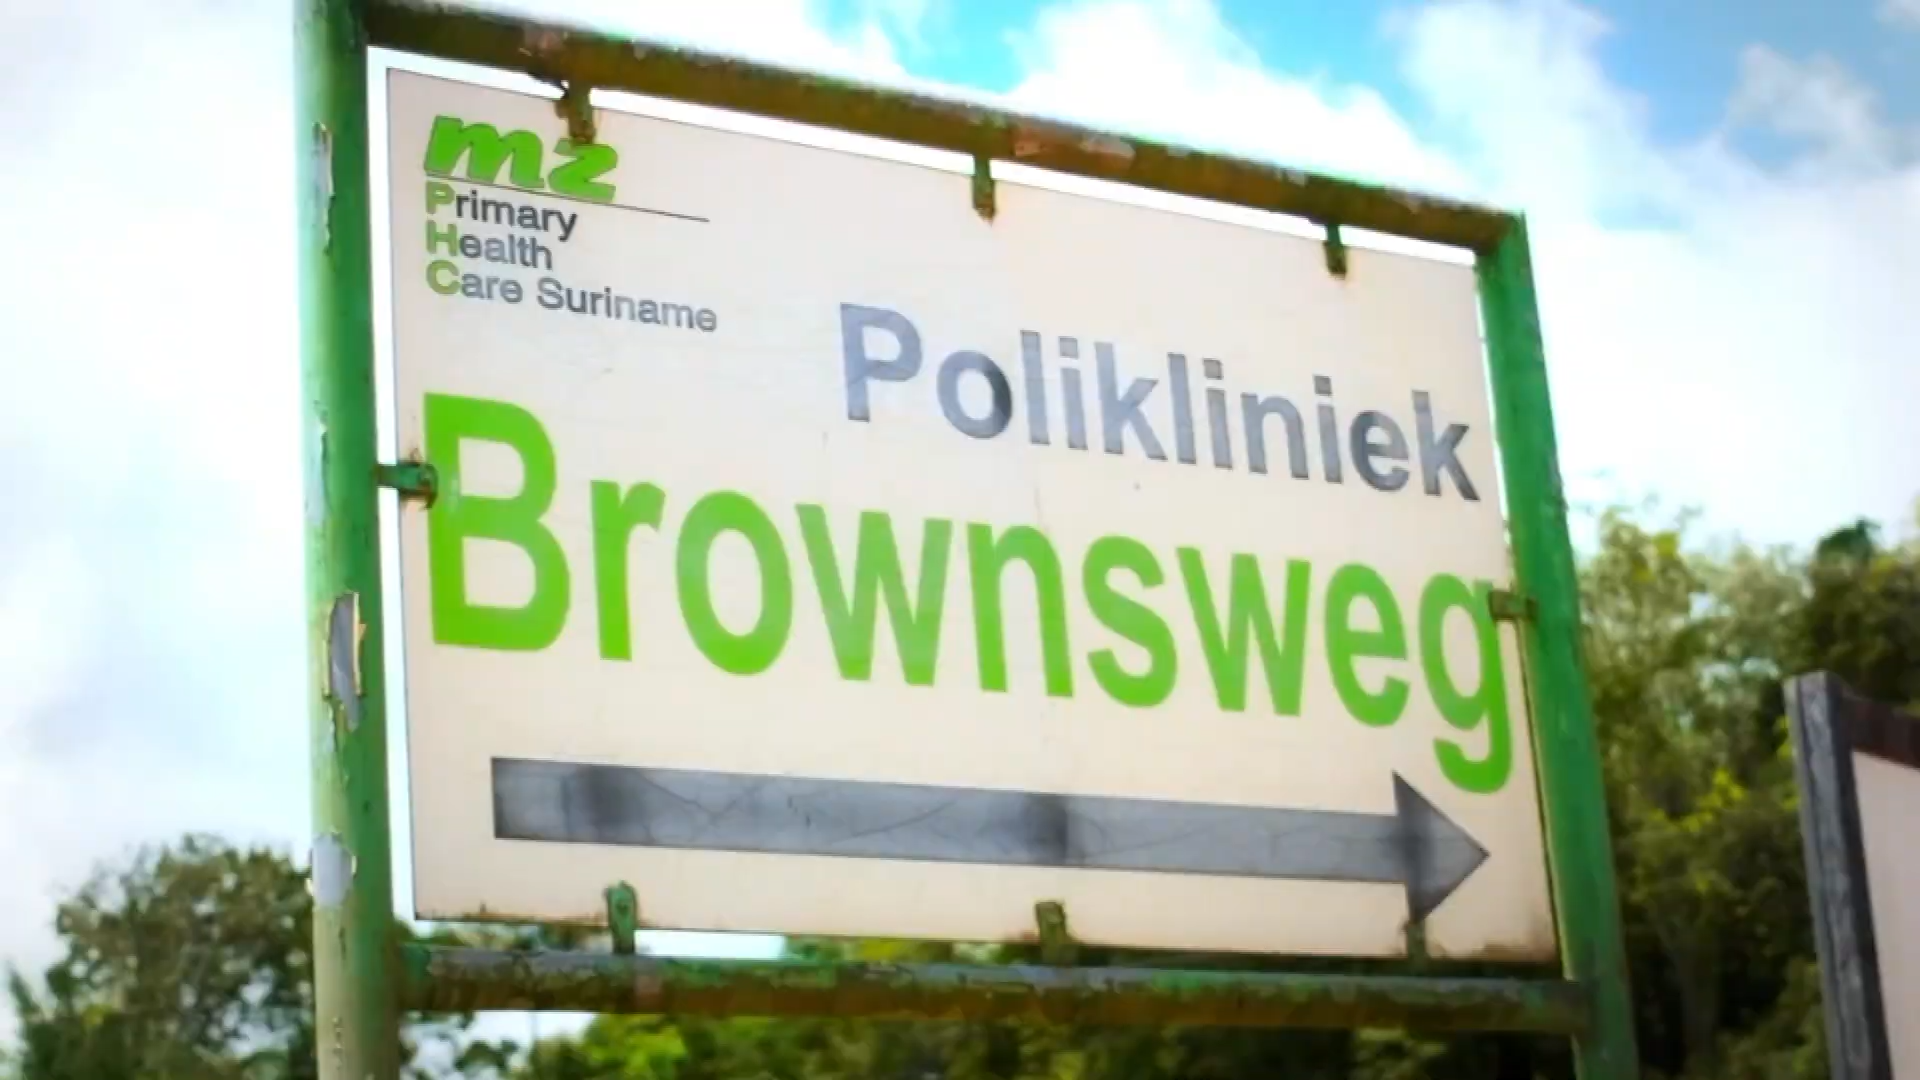 mz
Primary
Health
Care Suriname
Polikliniek
Brownsweg